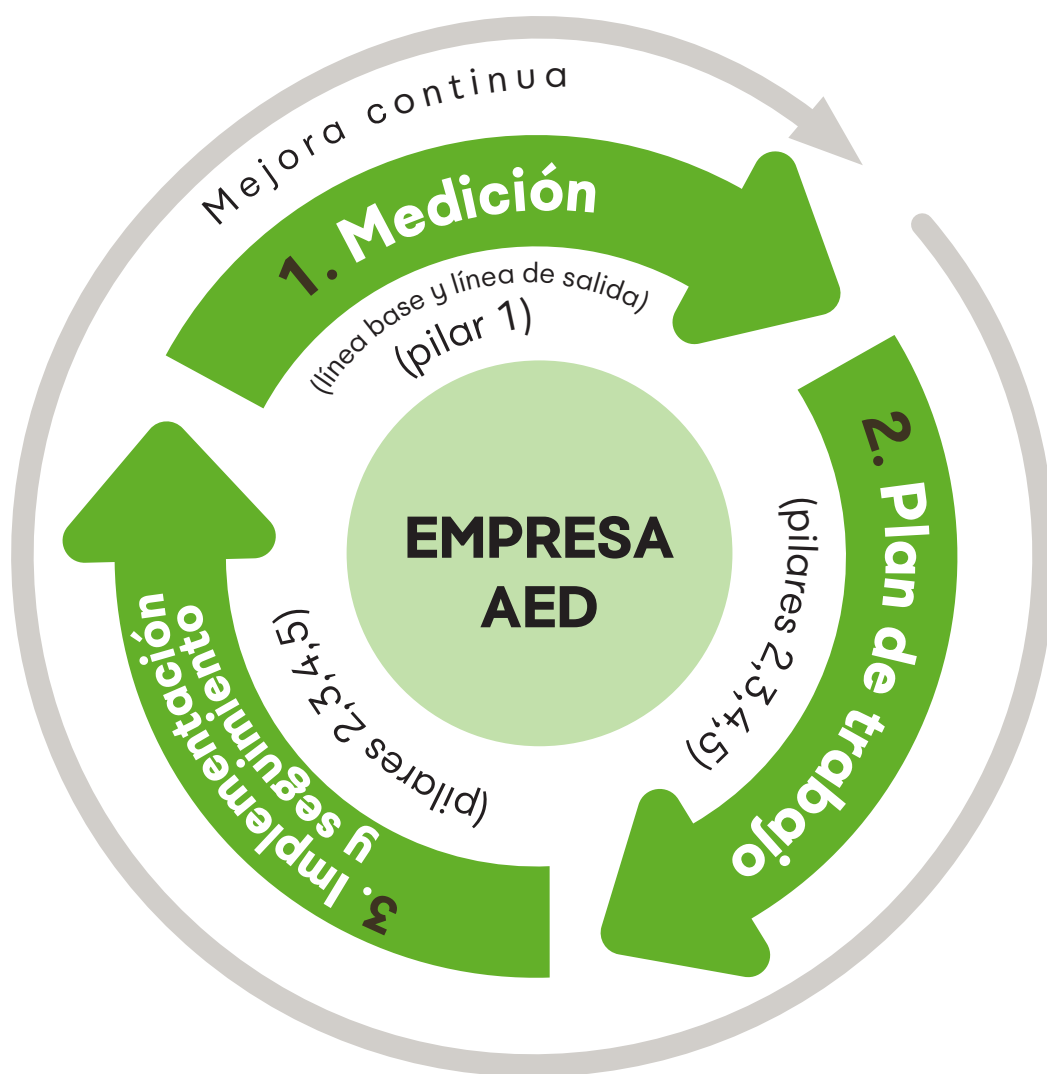 Mejora continua
1. Medición
(línea base y línea de salida)
(pilar 1)
2. Plan de trabajo
(pilares 2,3,4,5)
3. Implementación
y seguimiento
(pilares 2,3,4,5)
EMPRESA
AED